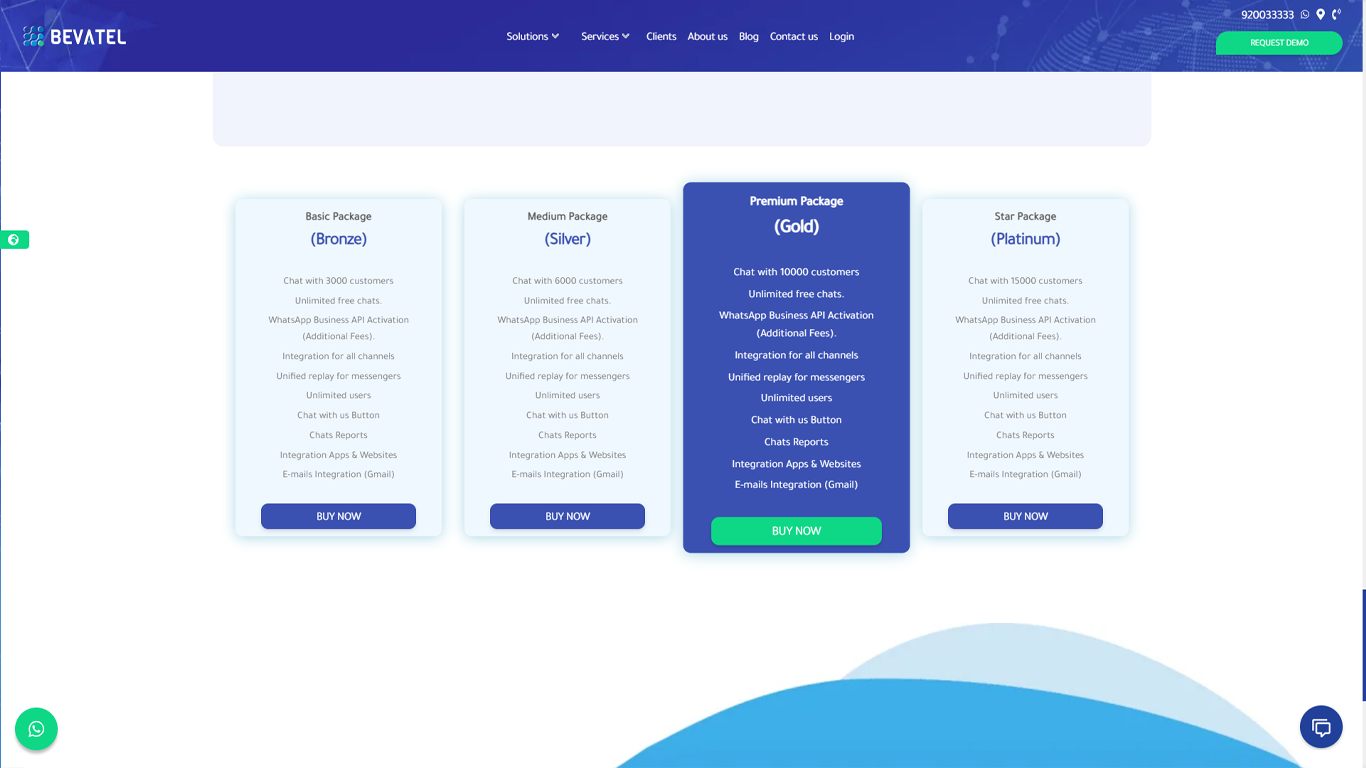 BEVATEL
Solutions
Services
Clients
About us
Blog
Contact us
Login
920033333
REQUEST DEMO
Basic Package
(Bronze)
Chat with 3000 customers
Unlimited free chats.
WhatsApp Business API Activation
(Additional Fees).
Integration for all channels
Unified replay for messengers
Unlimited users
Chat with us Button
Chats Reports
Integration Apps & Websites
E-mails Integration (Gmail)
BUY NOW
Medium Package
(Silver)
Chat with 6000 customers
Unlimited free chats.
WhatsApp Business API Activation
(Additional Fees).
Integration for all channels
Unified replay for messengers
Unlimited users
Chat with us Button
Chats Reports
Integration Apps & Websites
E-mails Integration (Gmail)
BUY NOW
Premium Package
(Gold)
Chat with 10000 customers
Unlimited free chats.
WhatsApp Business API Activation
(Additional Fees).
Integration for all channels
Unified replay for messengers
Unlimited users
Chat with us Button
Chats Reports
Integration Apps & Websites
E-mails Integration (Gmail)
BUY NOW
Star Package
(Platinum)
Chat with 15000 customers
Unlimited free chats.
WhatsApp Business API Activation
(Additional Fees).
Integration for all channels
Unified replay for messengers
Unlimited users
Chat with us Button
Chats Reports
Integration Apps & Websites
E-mails Integration (Gmail)
BUY NOW